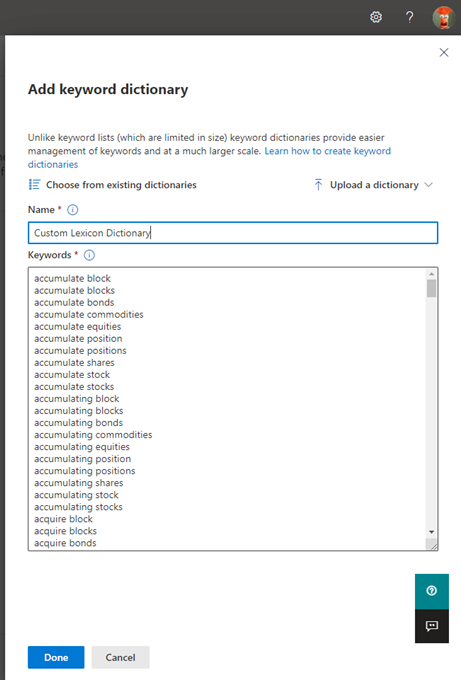 Add keyword dictionary
Unlike keyword lists (which are limited in size) keyword dictionaries provide easier
management of keywords and at a much larger scale. Learn how to create keyword
dictionaries
Choose from existing dictionaries
Upload a dictionary
Name *
Custom Lexicon Dictionary
Keywords *
accumulate block
accumulate blocks
accumulate bonds
accumulate commodities
accumulate equities
accumulate position
accumulate positions
accumulate shares
accumulate stock
accumulate stocks
accumulating block
accumulating blocks
accumulating bonds
accumulating commodities
accumulating equities
accumulating position
accumulating positions
accumulating shares
accumulating stock
accumulating stocks
acquire block
acquire blocks
acquire bonds
Done
Cancel